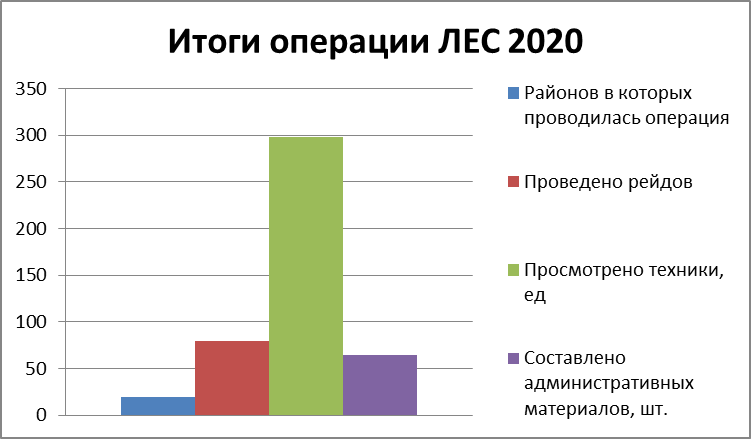 Итоги операции ЛЕС 2020
350
300
250
200
150
100
50
0
Районов в которых
проводилась операция
Проведено рейдов
Просмотрено техники,
ед
Составлено
административных
материалов, шт.